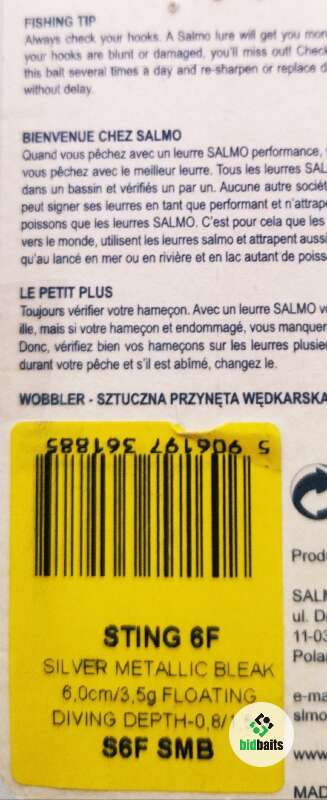 FISHING TIP
Always check your hooks. A Salmo lure will get you mor
your hooks are blunt or damaged, you'll miss out! Check
this bait several times a day and re-sharpen or replace d
without delay.
BIENVENUE CHEZ SALMO
Quand vous pêchez avec un leurre SALMO performance,
vous pêchez avec le meilleur leurre. Tous les leurres SAL
dans un bassin et vérifiés un par un. Aucune autre sociét
peut signer ses leurres en tant que performant et n'attrape
poissons que les leurres SALMO. C'est pour cela que les
vers le monde, utilisent les leurres salmo et attrapent aussi
qu'au lancé en mer ou en rivière et en lac autant de poiss
LE PETIT PLUS
Toujours vérifier votre hameçon. Avec un leurre SALMO v
ille, mais si votre hameçon et endommagé, vous manquer
Donc, vérifiez bien vos hameçons sur les leurres plusie
durant votre pêche et s'il est abîmé, changez le.
WOBBLER - SZTUCZNA PRZYNĘTA WĘDKARSKA
5 906197 361885
STING 6F
SILVER METALLIC BLEAK
6,0cm/3,5g FLOATING
DIVING DEPTH-0,8/1
S6F SMB
Produ
SALM
ul. D
11-03
Polan
e-ma
slmo
www
MAD
bidbaits